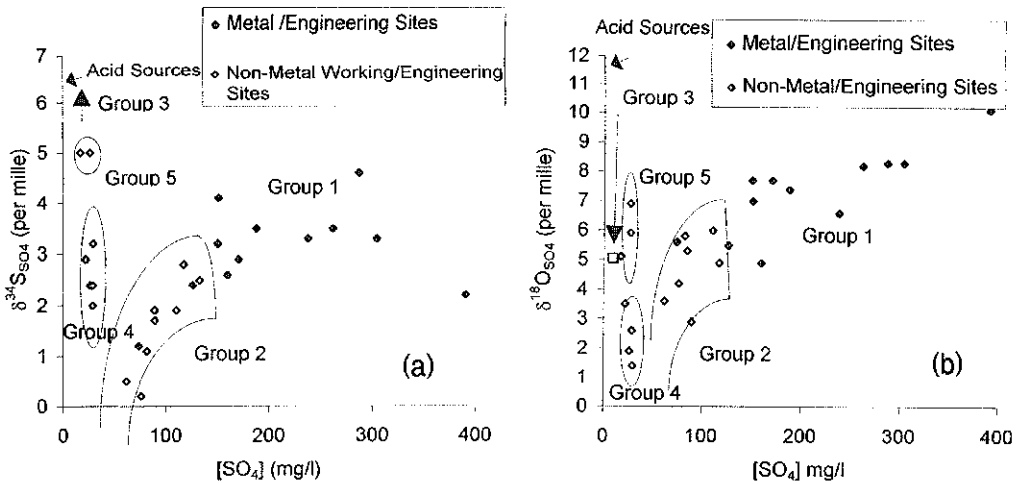 Metal /Engineering Sites
Non-Metal Working/Engineering
Sites
7
6
5
4
3
2
1
0
δ34SSO4 (per mille)
Acid Sources
Group 3
Group 5
Group 1
Group 4
Group 2
(a)
0
100
200
300
400
[SO4] (mg/l)
Acid Sources
Metal/Engineering Sites
Non-Metal/Engineering Sites
12
11
10
9
8
7
6
5
4
3
2
1
0
δ18OSO4 (per mille)
Group 3
Group 5
Group 1
Group 2
Group 4
(b)
0
100
200
300
400
[SO4] mg/l